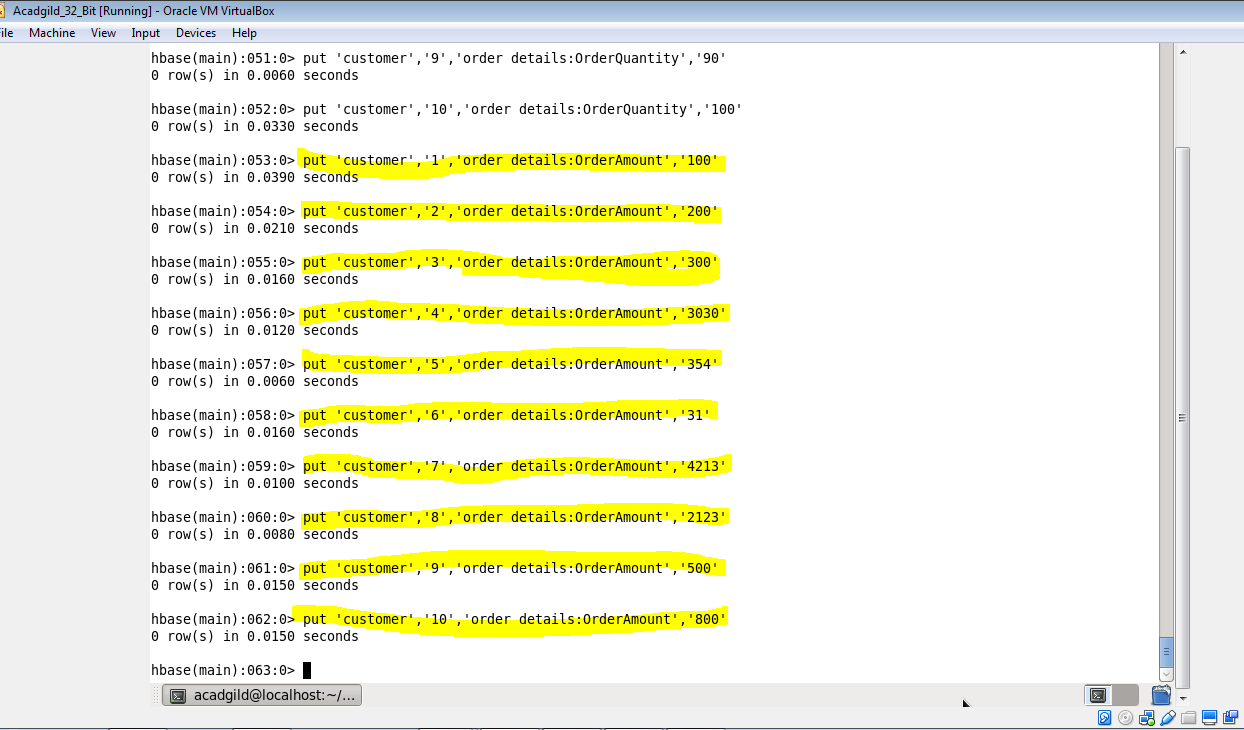 Acadgild_32_Bit [Running] - Oracle VM VirtualBox
ile Machine View Input Devices Help
hbase(main):051:0> put 'customer','9','order details:OrderQuantity','90'
0 row(s) in 0.0060 seconds
hbase(main):052:0> put 'customer','10','order details:OrderQuantity','100'
0 row(s) in 0.0330 seconds
hbase(main):053:0> put 'customer','1','order details:OrderAmount','100'
0 row(s) in 0.0390 seconds
hbase(main):054:0> put 'customer','2','order details:OrderAmount','200'
0 row(s) in 0.0210 seconds
hbase(main):055:0> put 'customer','3','order details:OrderAmount','300'
0 row(s) in 0.0160 seconds
hbase(main):056:0> put 'customer','4','order details:OrderAmount','3030'
0 row(s) in 0.0120 seconds
hbase(main):057:0> put 'customer','5','order details:OrderAmount','354'
0 row(s) in 0.0060 seconds
hbase(main):058:0> put 'customer','6','order details:OrderAmount','31'
0 row(s) in 0.0160 seconds
hbase(main):059:0> put 'customer','7','order details:OrderAmount','4213'
0 row(s) in 0.0100 seconds
hbase(main):060:0> put 'customer','8','order details:OrderAmount','2123'
0 row(s) in 0.0080 seconds
hbase(main):061:0> put 'customer','9','order details:OrderAmount','500'
0 row(s) in 0.0150 seconds
hbase(main):062:0> put 'customer','10','order details:OrderAmount','800'
0 row(s) in 0.0150 seconds
hbase(main):063:0>
acadgild@localhost:~/...